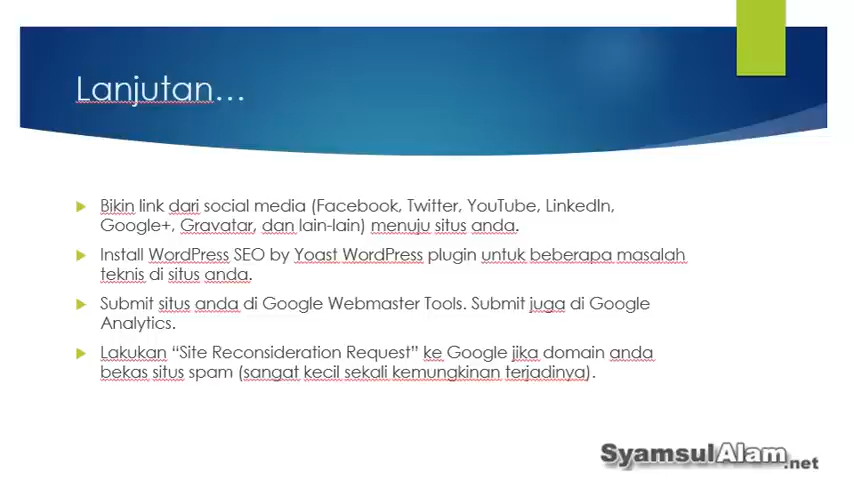 Lanjutan...
Bikin link dari social media (Facebook, Twitter, YouTube, LinkedIn,
Google+, Gravatar, dan lain-lain) menuju situs anda.
Install WordPress SEO by Yoast WordPress plugin untuk beberapa masalah
teknis di situs anda.
Submit situs anda di Google Webmaster Tools. Submit juga di Google
Analytics.
Lakukan “Site Reconsideration Request” ke Google jika domain anda
bekas situs spam (sangat kecil sekali kemungkinan terjadinya).
SyamsulAlam.net